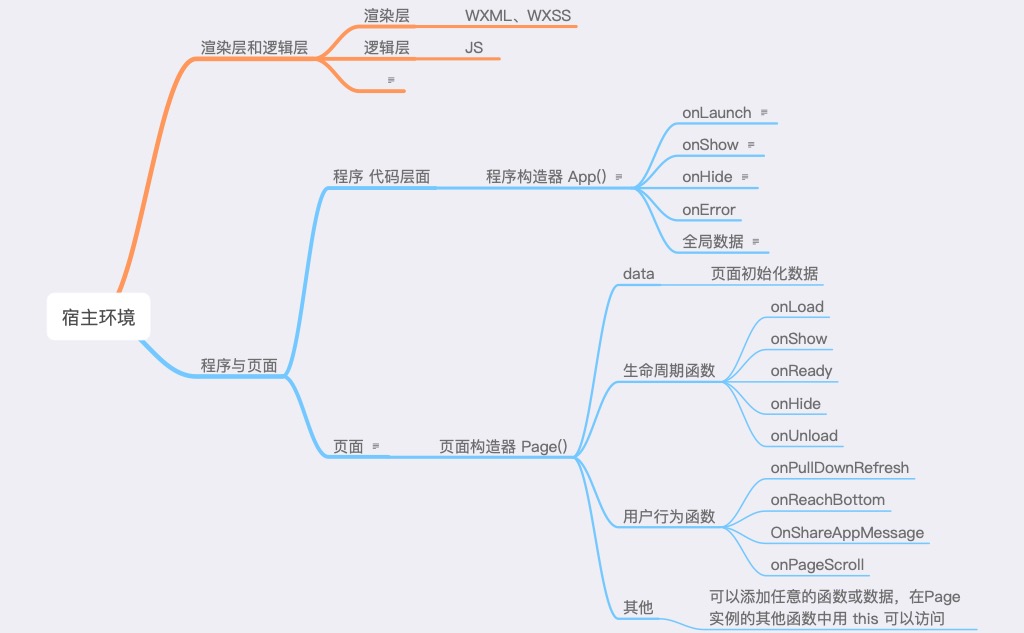 渲染层
WXML、WXSS
渲染层和逻辑层
逻辑层
JS
onLaunch
onShow
程序 代码层面
程序构造器 App()
onHide
onError
全局数据
data
页面初始化数据
onLoad
宿主环境
onShow
程序与页面
生命周期函数
onReady
onHide
onUnload
页面
页面构造器 Page()
onPullDownRefresh
onReachBottom
用户行为函数
OnShareAppMessage
onPageScroll
其他
可以添加任意的函数或数据，在Page
实例的其他函数中用 this 可以访问